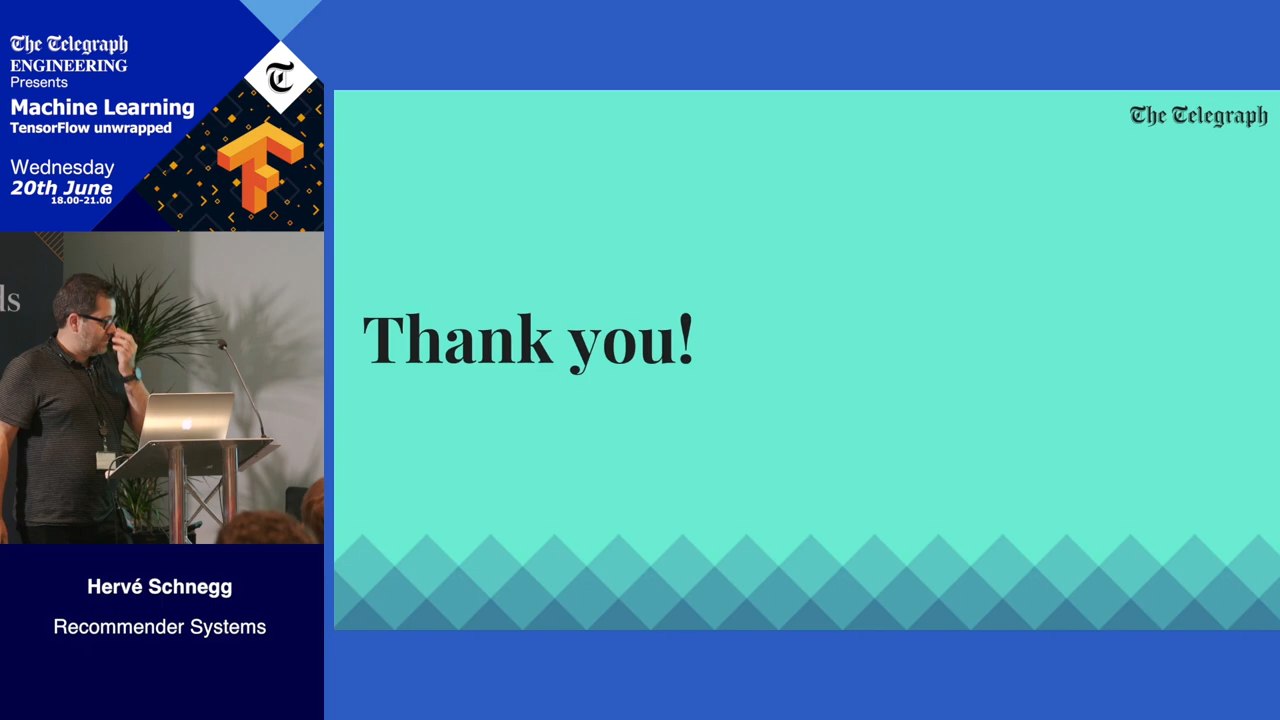 The Telegraph
ENGINEERING
Presents
Machine Learning
TensorFlow unwrapped
Wednesday
20th June
18.00-21.00
The Telegraph
Thank you!
ds
Hervé Schnegg
Recommender Systems